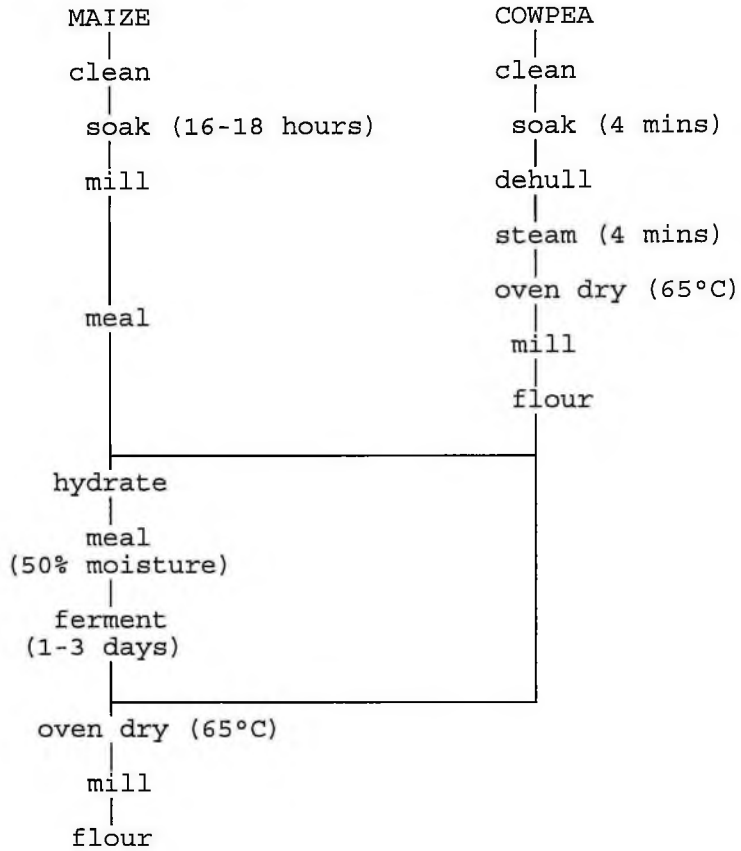 MAIZE
clean
soak (16-18 hours)
mill
meal
COWPEA
clean
soak (4 mins)
dehull
steam (4 mins)
oven dry (65°C)
mill
flour
hydrate
meal
(50% moisture)
ferment
(1-3 days)
oven dry (65°C)
mill
flour